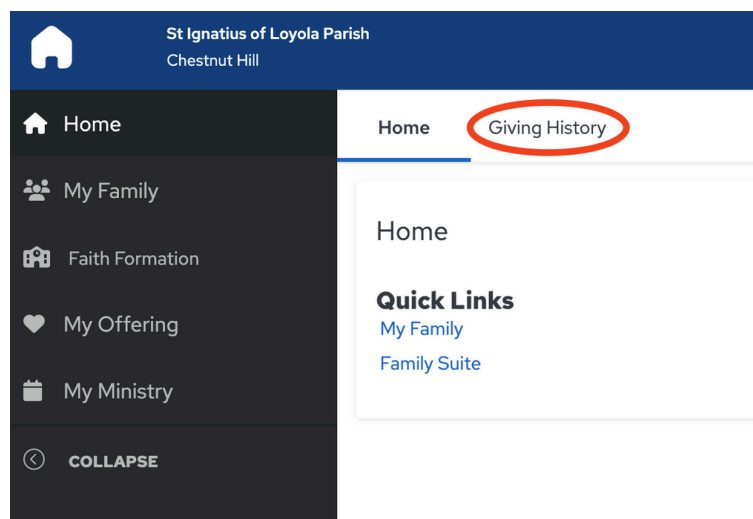 St Ignatius of Loyola Parish
Chestnut Hill
Home
My Family
Faith Formation
My Offering
My Ministry
COLLAPSE
Home Giving History
Home
Quick Links
My Family
Family Suite